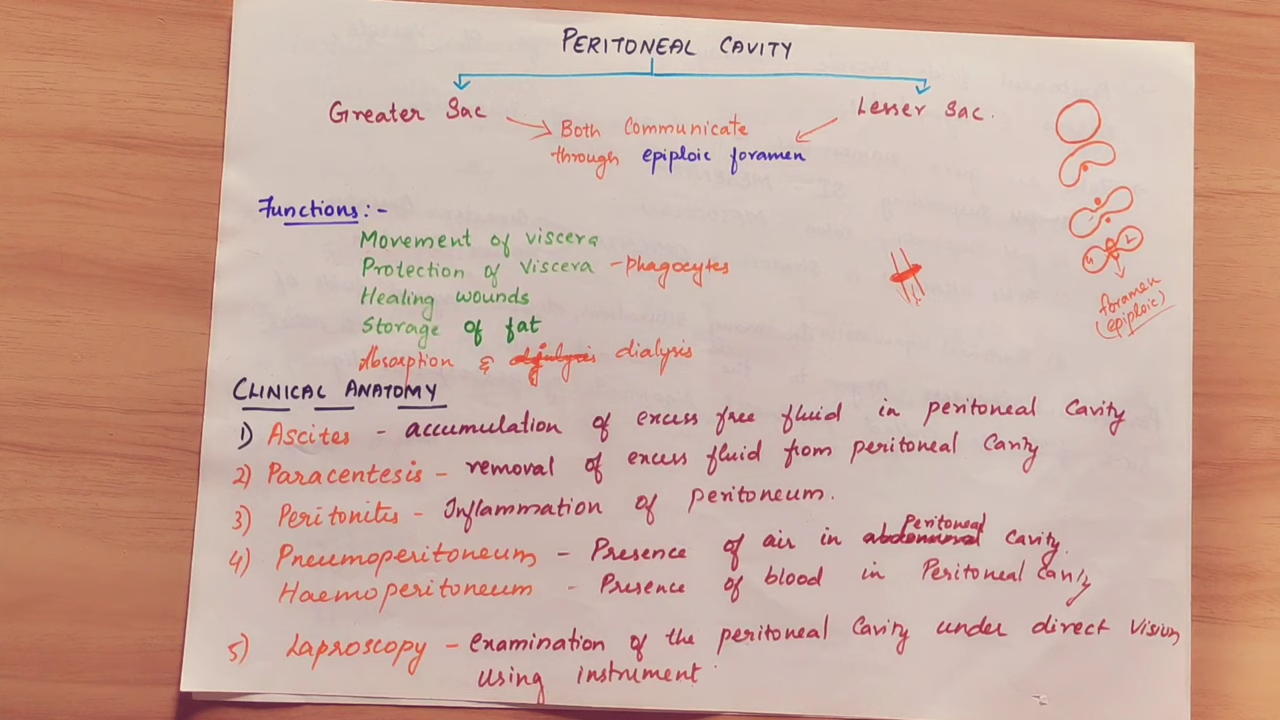 PERITONEAL CAVITY
Greater Sac
Lesser Sac.
Both Communicate
through epiploic foramen
Functions:-
Movement of viscera
Protection of viscera - phagocytes
Healing wounds
Storage of fat
Absorption & dialysis
foramen
(epiploic)
CLINICAL ANATOMY
1) Ascites - accumulation of excess free fluid in peritoneal Cavity
2) Paracentesis - removal of excess fluid from peritoneal Cavity
3) Peritonitis - Inflammation of peritoneum.
4) Pneumoperitoneum - Presence of air in abdominal Peritoneal Cavity.
Haemoperitoneum - Presence of blood in Peritoneal Cavity
5) Laproscopy - examination of the peritoneal Cavity under direct Vision
using instrument